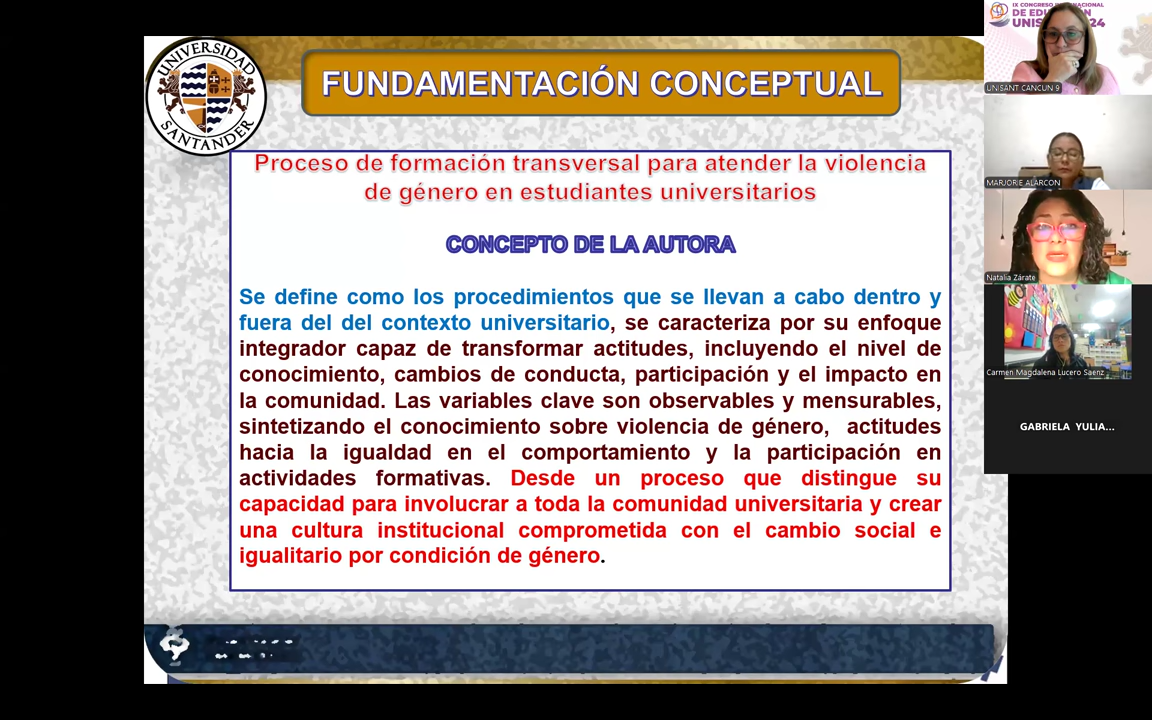 UNIVERSIDAD
SANTANDER
FUNDAMENTACIÓN CONCEPTUAL
Proceso de formación transversal para atender la violencia
de género en estudiantes universitarios
CONCEPTO DE LA AUTORA
Se define como los procedimientos que se llevan a cabo dentro y
fuera del del contexto universitario, se caracteriza por su enfoque
integrador capaz de transformar actitudes, incluyendo el nivel de
conocimiento, cambios de conducta, participación y el impacto en
la comunidad. Las variables clave son observables y mensurables,
sintetizando el conocimiento sobre violencia de género, actitudes
hacia la igualdad en el comportamiento y la participación en
actividades formativas. Desde un proceso que distingue su
capacidad para involucrar a toda la comunidad universitaria y crear
una cultura institucional comprometida con el cambio social e
igualitario por condición de género.
IX CONGRESO
DE
UNISANT CANCUN 9
MARJORIE ALARCON
Natalia Zárate
Carmen Magdalena Lucero Saenz
GABRIELA YULIA...